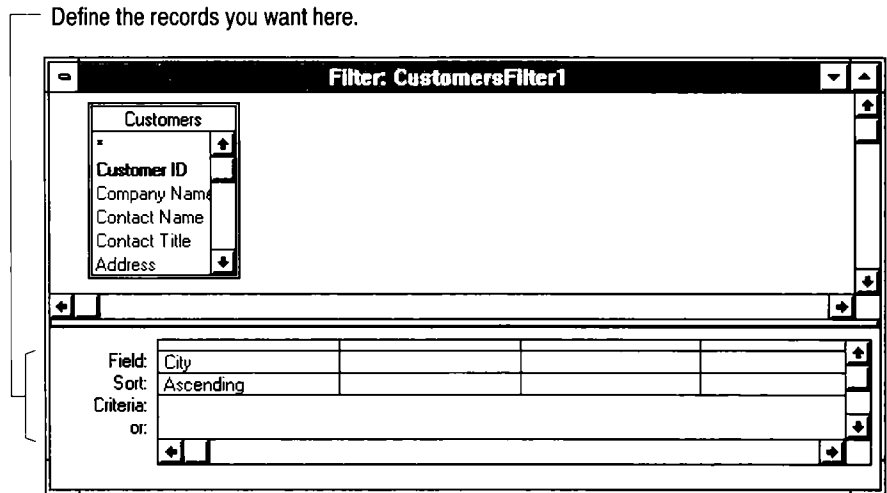 Define the records you want here.
Filter: CustomersFilter1
Customers
*
Customer ID
Company Name
Contact Name
Contact Title
Address
Field: City
Sort: Ascending
Criteria:
or: